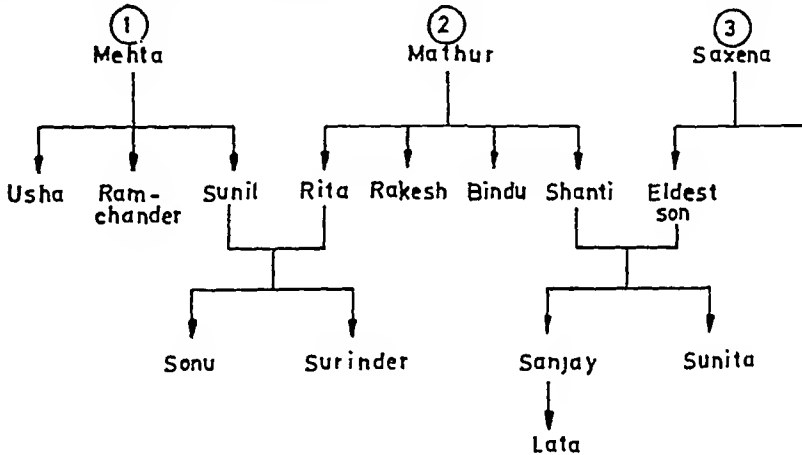 1 2 3
Mehta Mathur Saxena
Usha Ram- Sunil Rita Rakesh Bindu Shanti Eldest
chander son
Sonu Surinder Sanjay Sunita
Lata